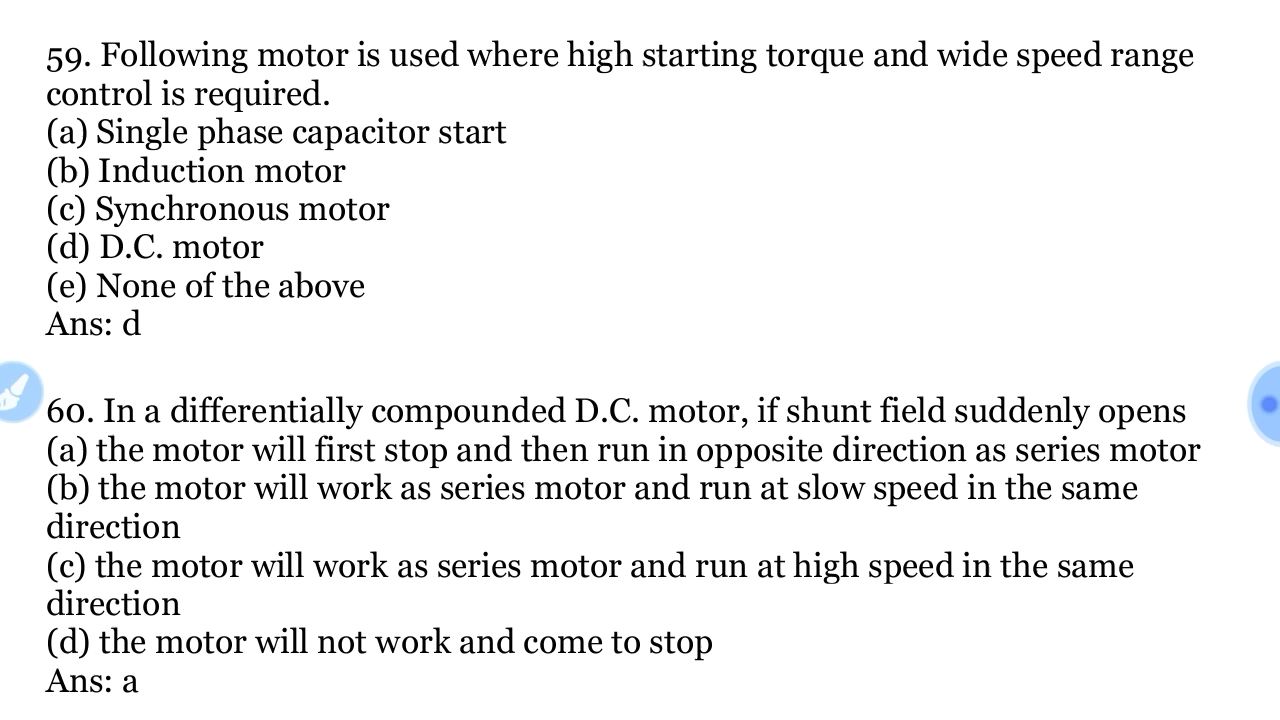 59. Following motor is used where high starting torque and wide speed range
control is required.
(a) Single phase capacitor start
(b) Induction motor
(c) Synchronous motor
(d) D.C. motor
(e) None of the above
Ans: d
60. In a differentially compounded D.C. motor, if shunt field suddenly opens
(a) the motor will first stop and then run in opposite direction as series motor
(b) the motor will work as series motor and run at slow speed in the same
direction
(c) the motor will work as series motor and run at high speed in the same
direction
(d) the motor will not work and come to stop
Ans: a